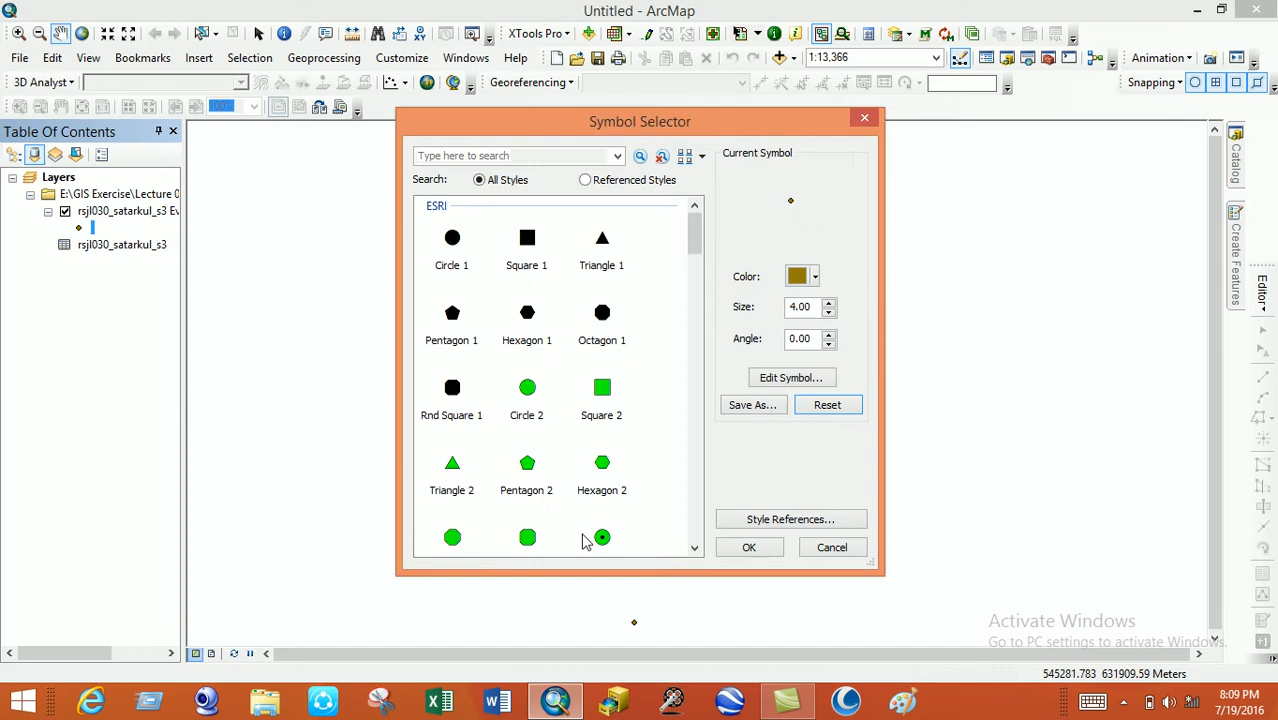 Untitled - ArcMap
XTools Pro
File Edit View Bookmarks Insert Selection Geoprocessing Customize Windows Help
1:13,366
Animation
3D Analyst
Georeferencing
Snapping
100%
Table Of Contents
Layers
E:\GIS Exercise\Lecture 0
rsjl030_satarkul_s3 Ev
rsjl030_satarkul_s3
Symbol Selector
Type here to search
Search: All Styles Referenced Styles
ESRI
Circle 1 Square 1 Triangle 1
Pentagon 1 Hexagon 1 Octagon 1
Rnd Square 1 Circle 2 Square 2
Triangle 2 Pentagon 2 Hexagon 2
Current Symbol
Color:
Size: 4.00
Angle: 0.00
Edit Symbol...
Save As... Reset
Style References...
OK Cancel
Catalog
Create Features
Editor
Activate Windows
Go to PC settings to activate Windows.
545281.783 631909.59 Meters
8:09 PM
7/19/2016